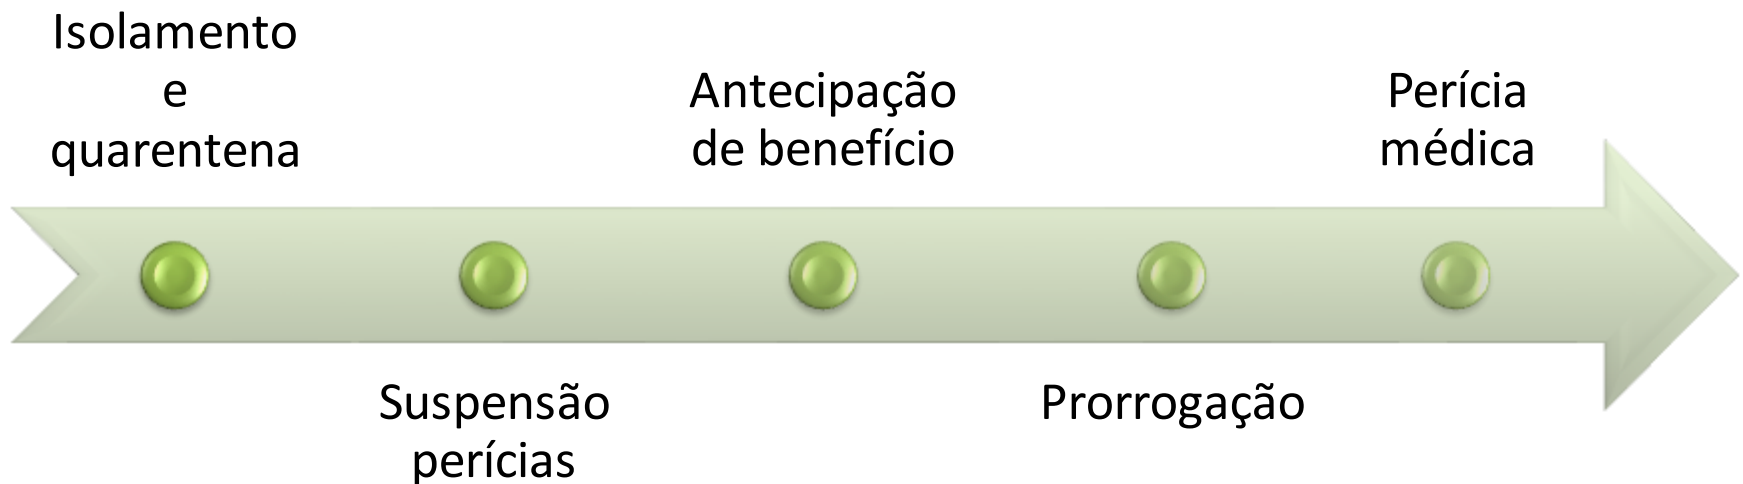 Isolamento
e
quarentena
Suspensão
perícias
Antecipação
de benefício
Prorrogação
Perícia
médica